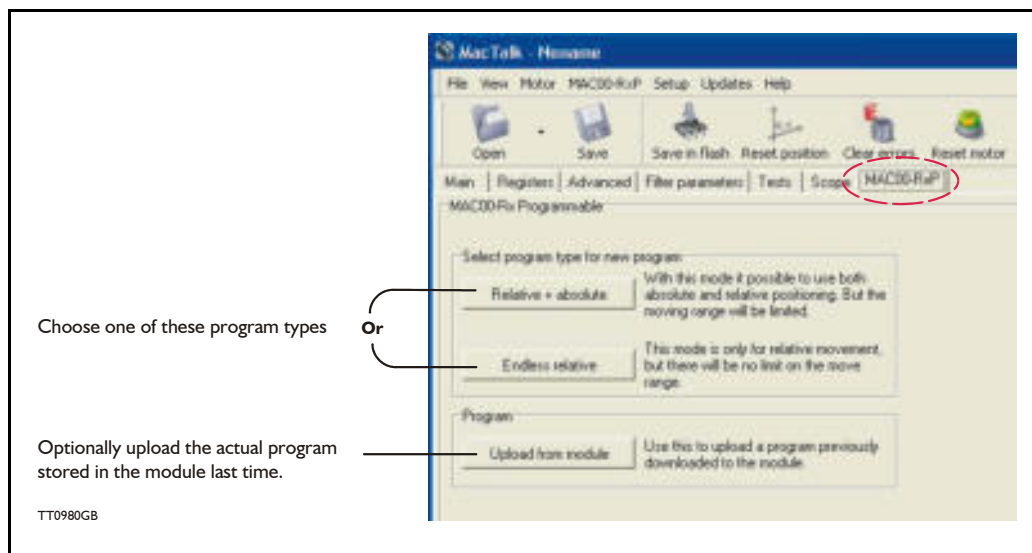 MacTalk - Noname
File View Motor MAC00-RxP Setup Updates Help
Open Save Save in flash Reset position Clear errors Reset motor
Main Registers Advanced Filter parameters Tests Scope MAC00-RxP
MAC00-Rx Programmable
Select program type for new program
Relative + absolute
With this mode it possible to use both
absolute and relative positioning. But the
moving range will be limited.
Choose one of these program types Or
Endless relative
This mode is only for relative movement,
but there will be no limit on the move
range.
Program
Optionally upload the actual program
stored in the module last time.
Upload from module
Use this to upload a program previously
downloaded to the module.
TT0980GB